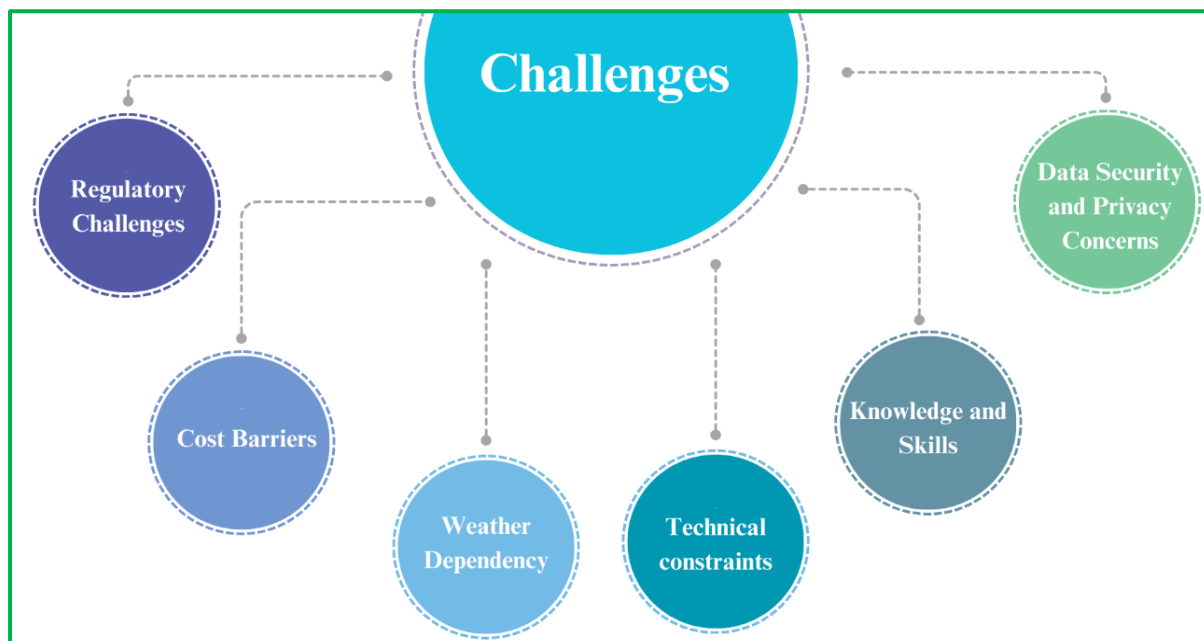 Challenges
Regulatory
Challenges
Cost Barriers
Weather
Dependency
Technical
constraints
Knowledge and
Skills
Data Security
and Privacy
Concerns